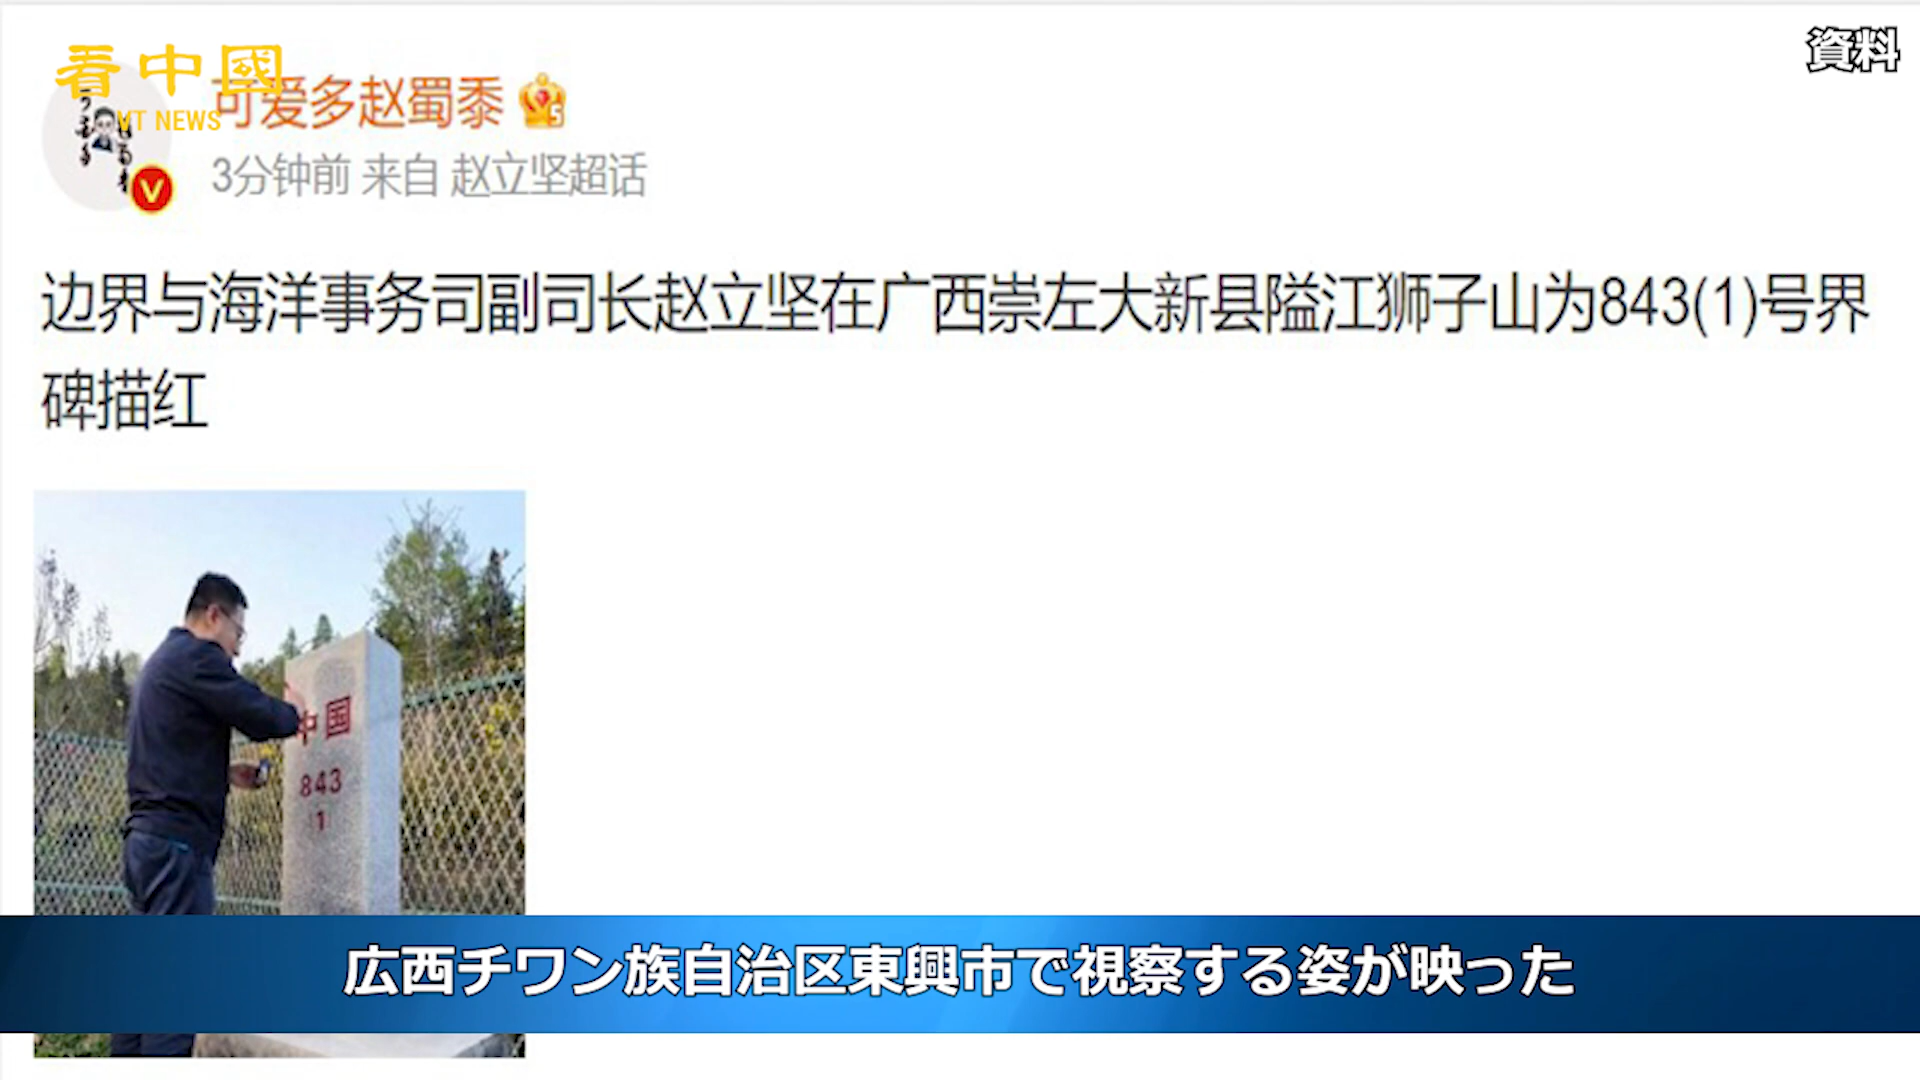 看中國
VT NEWS
資料
可爱多赵蜀黍
3分钟前 来自 赵立坚超话
边界与海洋事务司副司长赵立坚在广西崇左大新县隘江狮子山为843(1)号界
碑描红
中国
843
1
広西チワン族自治区東興市で視察する姿が映った